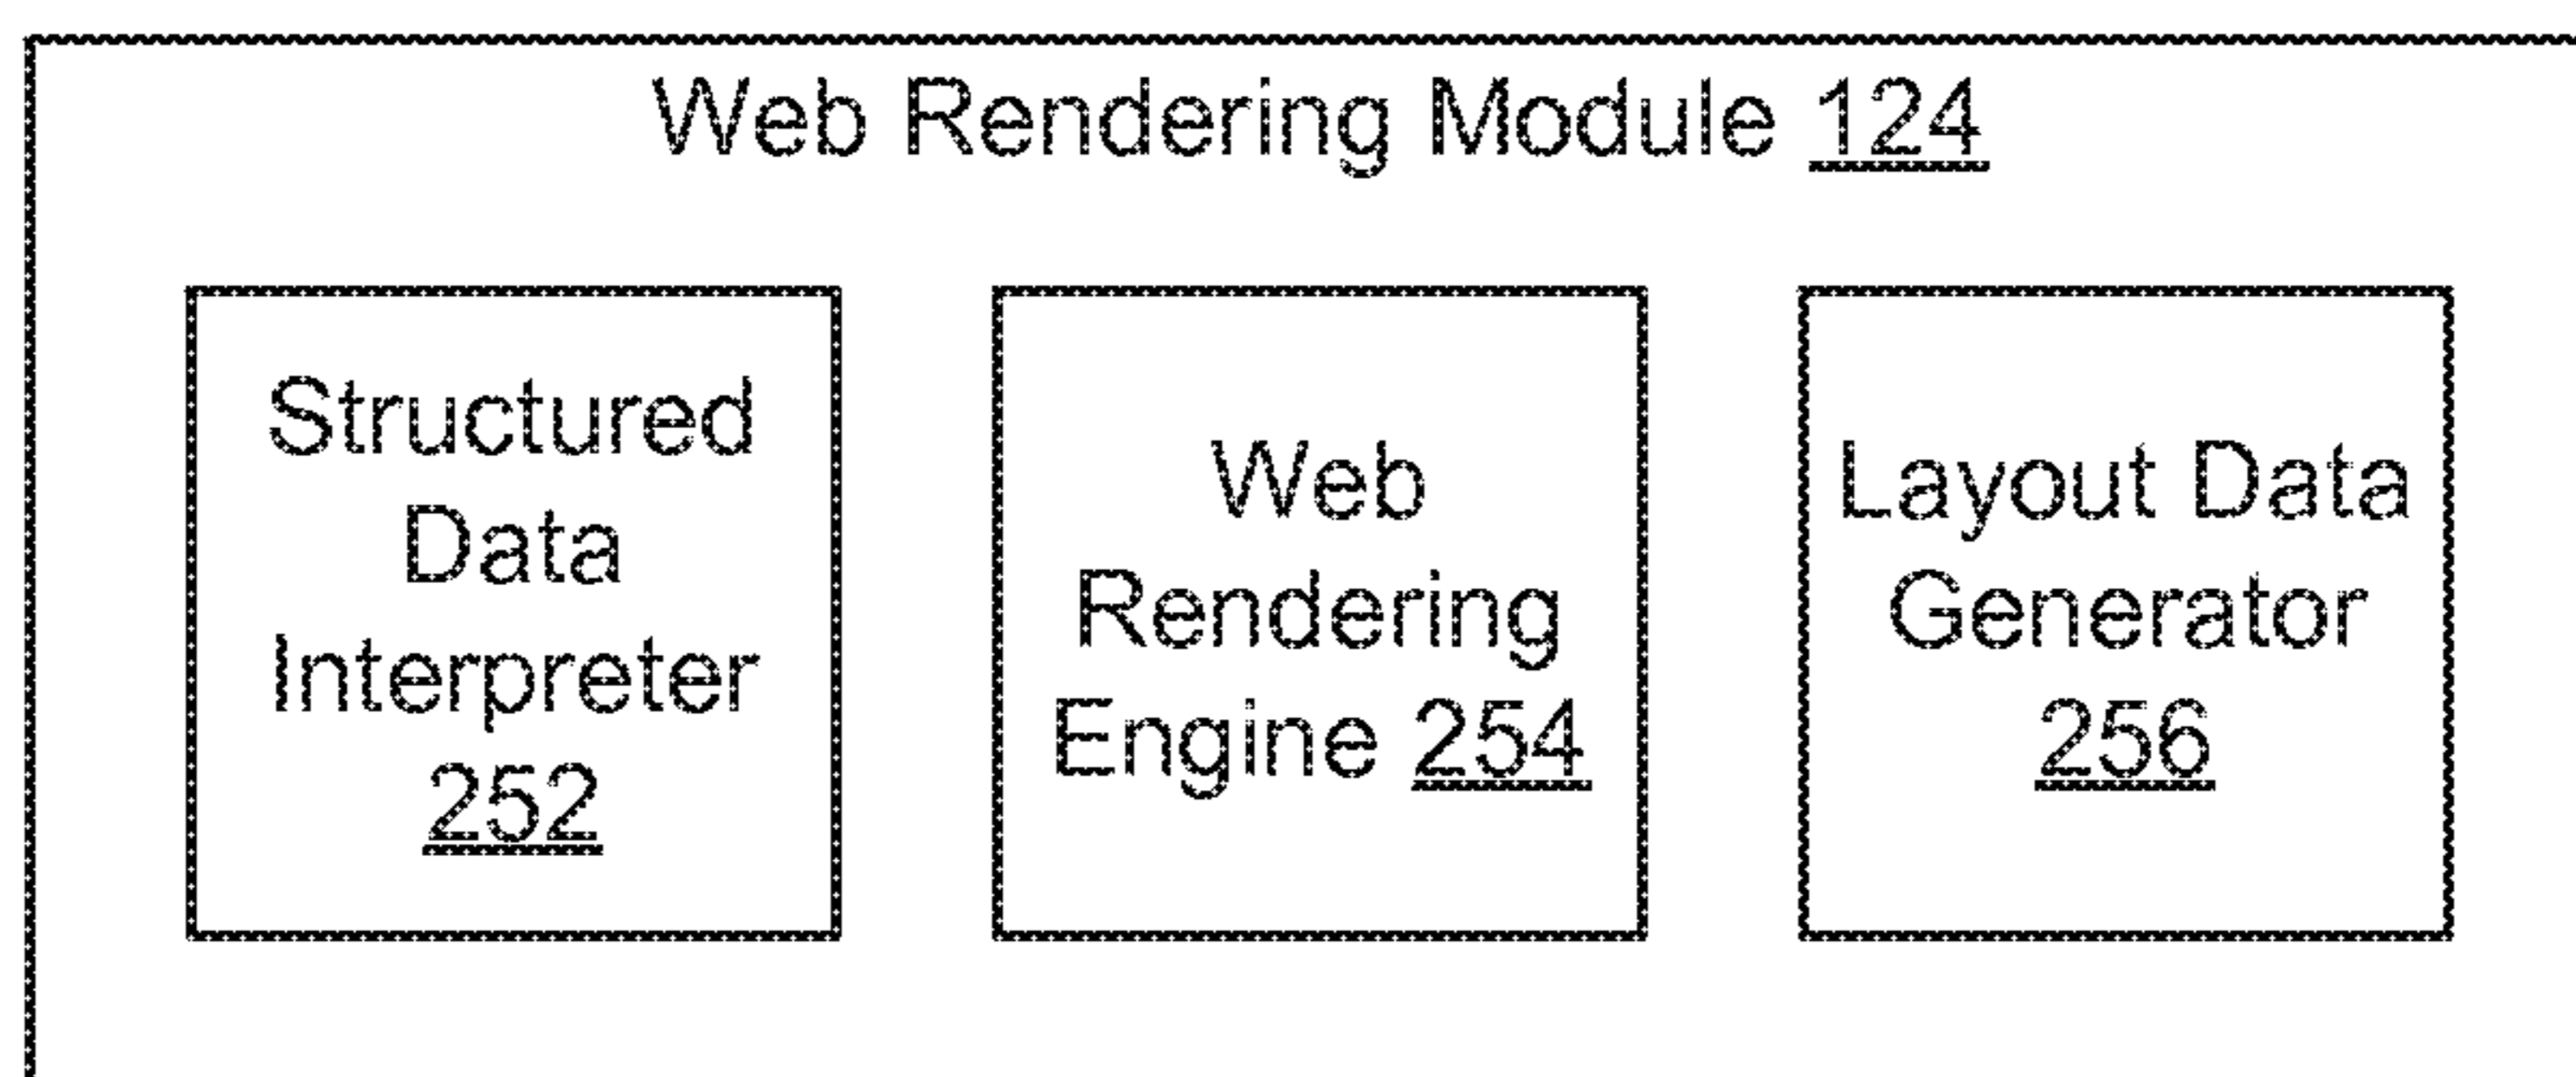 Web Rendering Module 124
Structured
Data
Interpreter
252
Web
Rendering
Engine 254
Layout Data
Generator
256